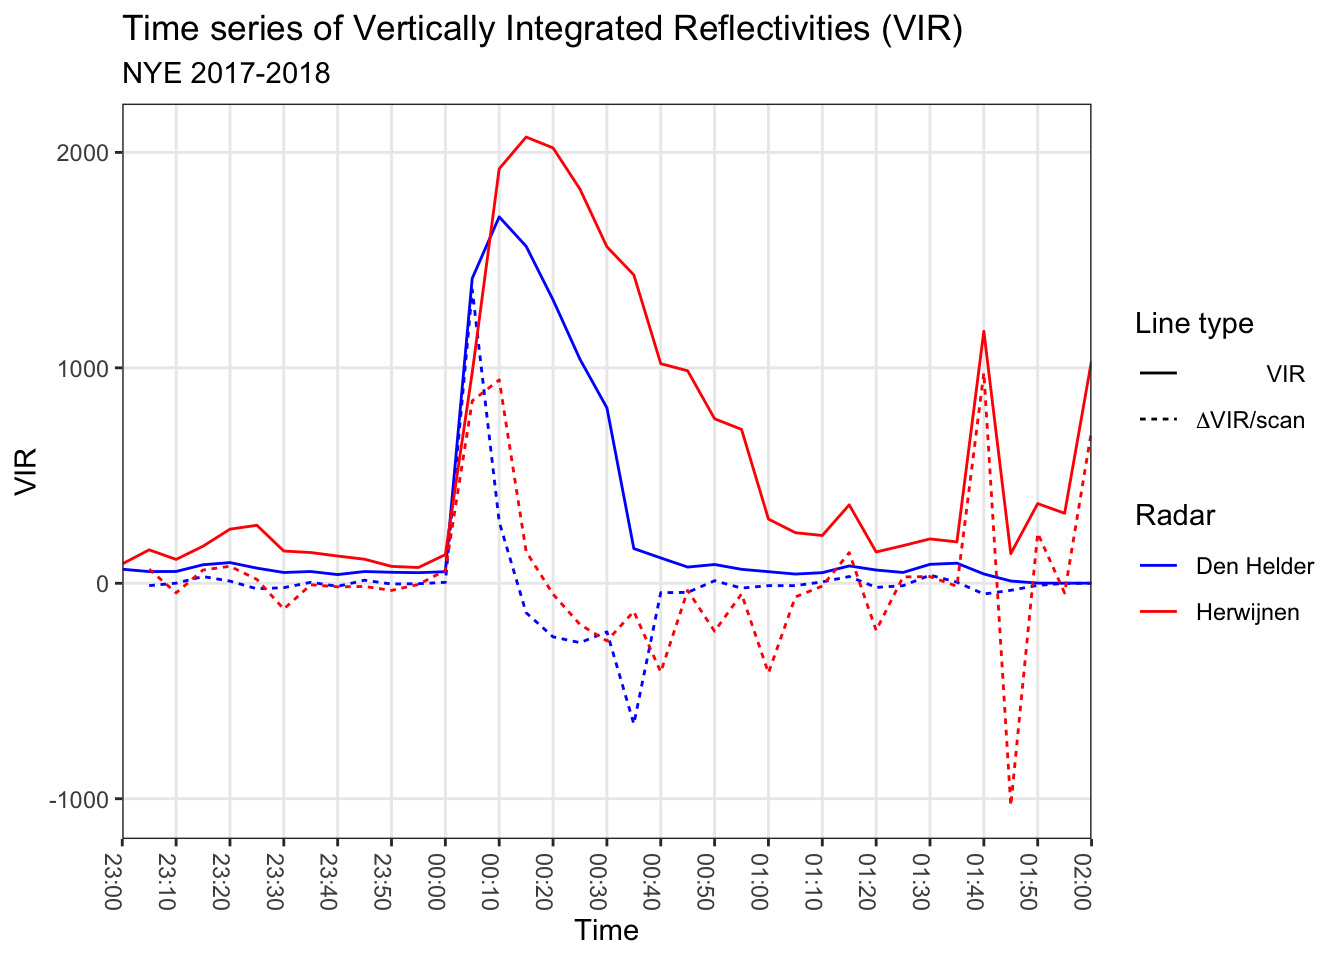 Time series of Vertically Integrated Reflectivities (VIR)
NYE 2017-2018
VIR
2000
1000
0
-1000
23:00
23:10
23:20
23:30
23:40
23:50
00:00
00:10
00:20
00:30
00:40
00:50
01:00
01:10
01:20
01:30
01:40
01:50
02:00
Time
Line type
VIR
ΔVIR/scan
Radar
Den Helder
Herwijnen